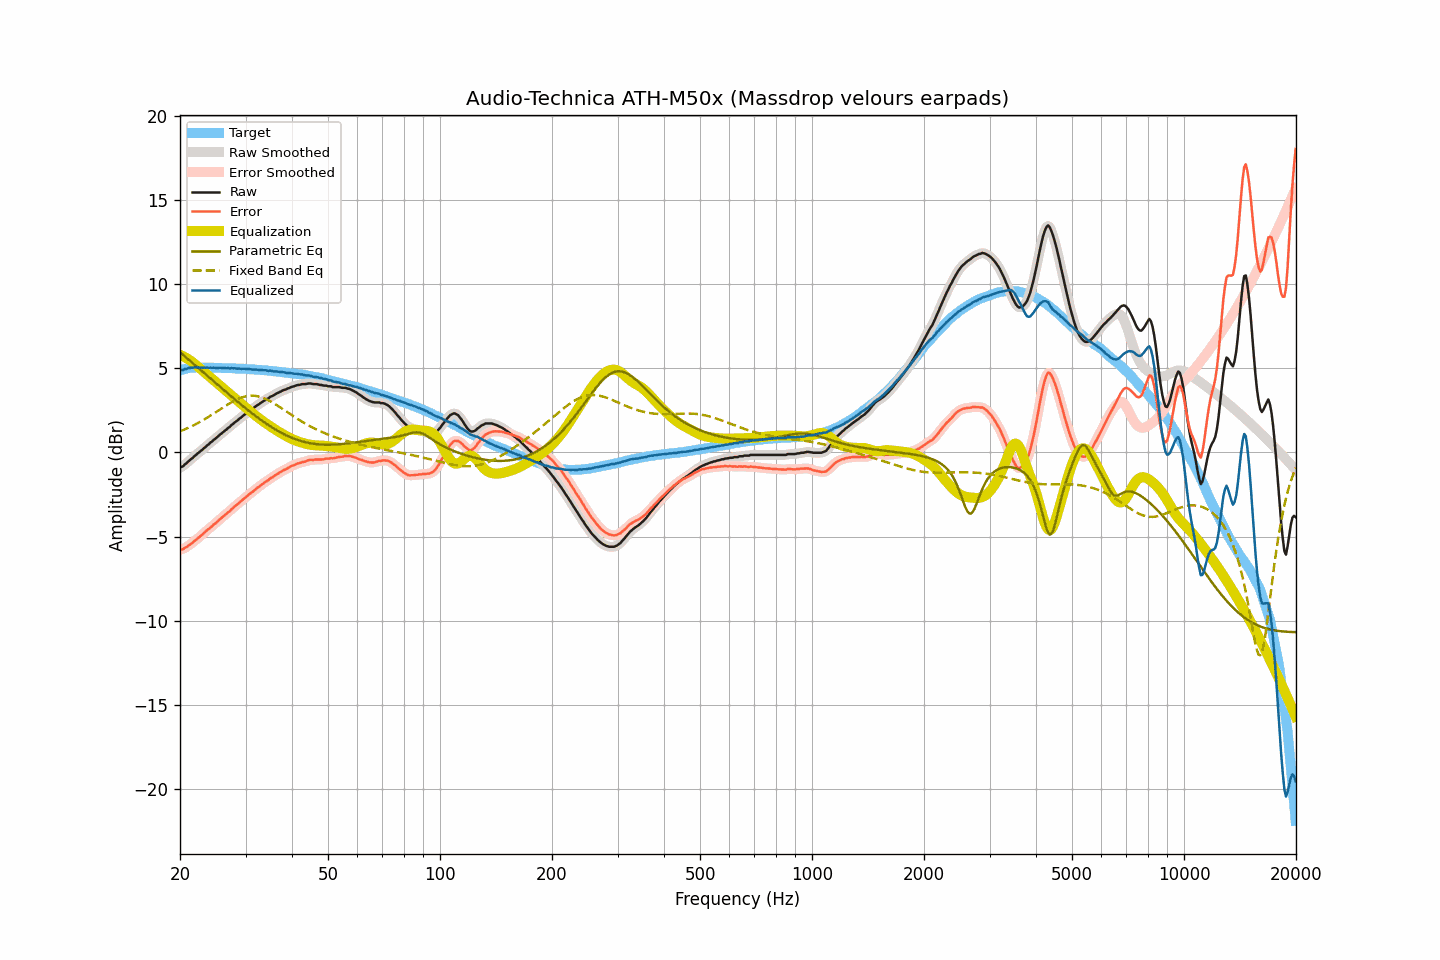 Audio-Technica ATH-M50x (Massdrop velours earpads)
20
15
10
5
0
−5
−10
−15
−20
Amplitude (dBr)
Target
Raw Smoothed
Error Smoothed
Raw
Error
Equalization
Parametric Eq
Fixed Band Eq
Equalized
20 50 100 200 500 1000 2000 5000 10000 20000
Frequency (Hz)